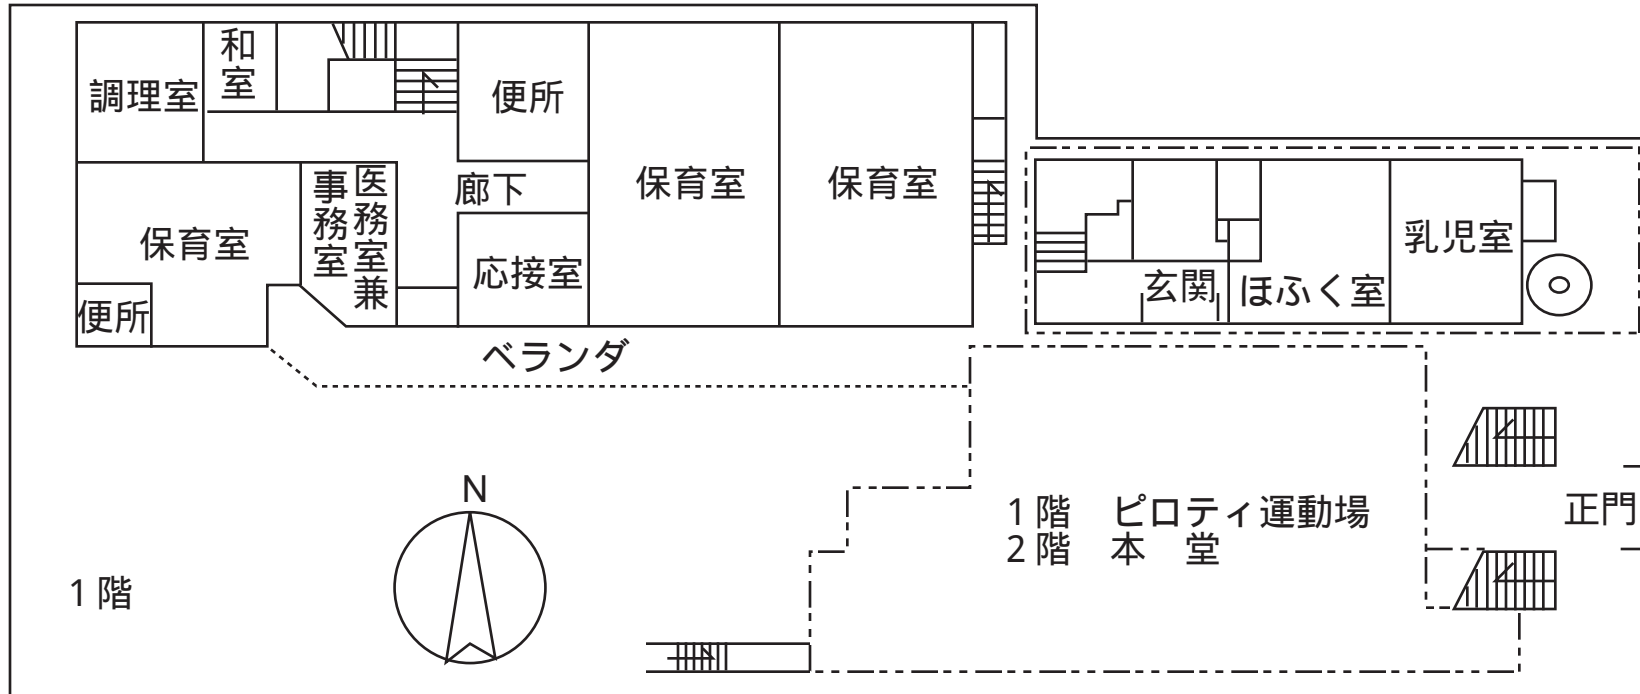 調理室
和室
便所
保育室
保育室
廊下
医務室兼
事務室
保育室
応接室
便所
ベランダ
玄関
ほふく室
乳児室
N
1階 ピロティ運動場
2階 本 堂
正門
1階